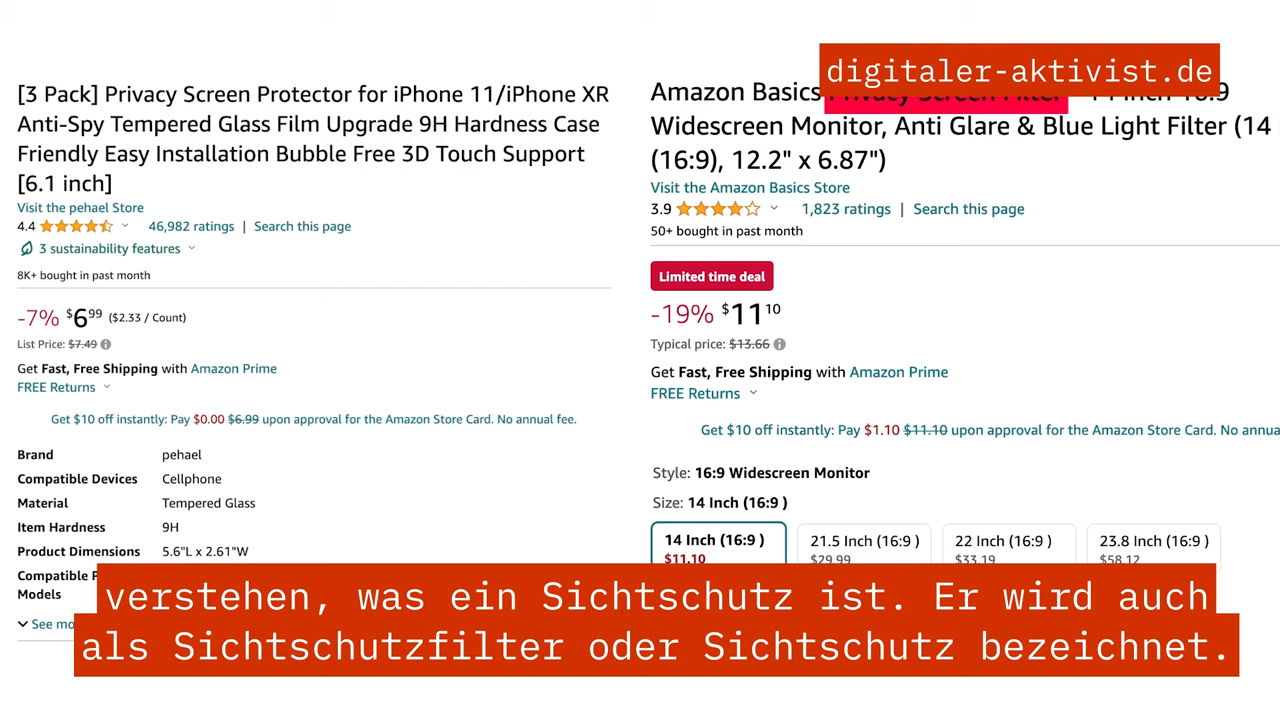 digitaler-aktivist.de
[3 Pack] Privacy Screen Protector for iPhone 11/iPhone XR
Anti-Spy Tempered Glass Film Upgrade 9H Hardness Case
Friendly Easy Installation Bubble Free 3D Touch Support
[6.1 inch]
Visit the pehael Store
4.4 46,982 ratings | Search this page
3 sustainability features
8K+ bought in past month
-7% $699 ($2.33 / Count)
List Price: $7.49
Get Fast, Free Shipping with Amazon Prime
FREE Returns
Get $10 off instantly: Pay $0.00 $6.99 upon approval for the Amazon Store Card. No annual fee.
Brand pehael
Compatible Devices Cellphone
Material Tempered Glass
Item Hardness 9H
Product Dimensions 5.6"L x 2.61"W
Compatible
Models
See
Amazon Basics Privacy Screen Filter
Widescreen Monitor, Anti Glare & Blue Light Filter (14
(16:9), 12.2" x 6.87")
Visit the Amazon Basics Store
3.9 1,823 ratings | Search this page
50+ bought in past month
Limited time deal
-19% $1110
Typical price: $13.66
Get Fast, Free Shipping with Amazon Prime
FREE Returns
Get $10 off instantly: Pay $1.10 $11.10 upon approval for the Amazon Store Card. No
Style: 16:9 Widescreen Monitor
Size: 14 Inch (16:9 )
14 Inch (16:9 ) 21.5 Inch (16:9 ) 22 Inch (16:9 ) 23.8 Inch (16:9 )
$11.10 $29.99 $33.19 $58.12
verstehen, was ein Sichtschutz ist. Er wird auch
als Sichtschutzfilter oder Sichtschutz bezeichnet.